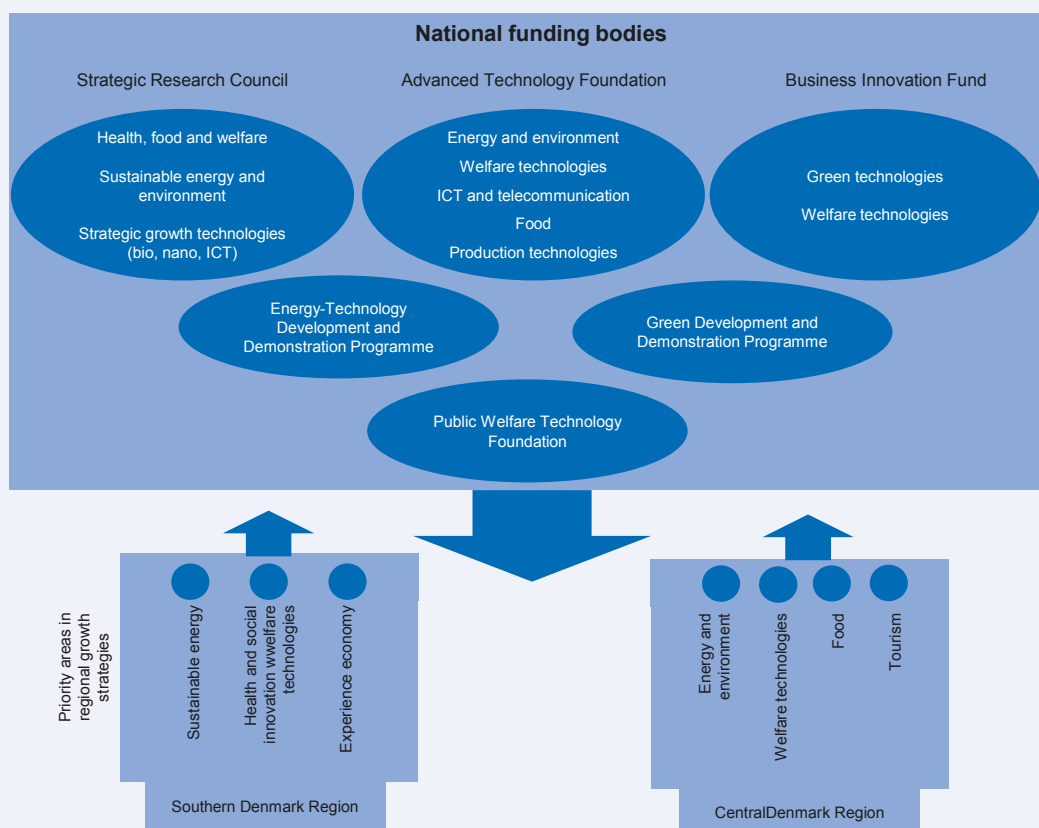 National funding bodies
Strategic Research Council
Advanced Technology Foundation
Business Innovation Fund
Health, food and welfare
Sustainable energy and
environment
Strategic growth technologies
(bio, nano, ICT)
Energy and environment
Welfare technologies
ICT and telecommunication
Food
Production technologies
Green technologies
Welfare technologies
Energy-Technology
Development and
Demonstration Programme
Green Development and
Demonstration Programme
Public Welfare Technology
Foundation
Priority areas in
regional growth
strategies
Sustainable energy
Health and social
innovation wwelfare
technologies
Experience economy
Southern Denmark Region
Energy and
environment
Welfare technologies
Food
Tourism
CentralDenmark Region